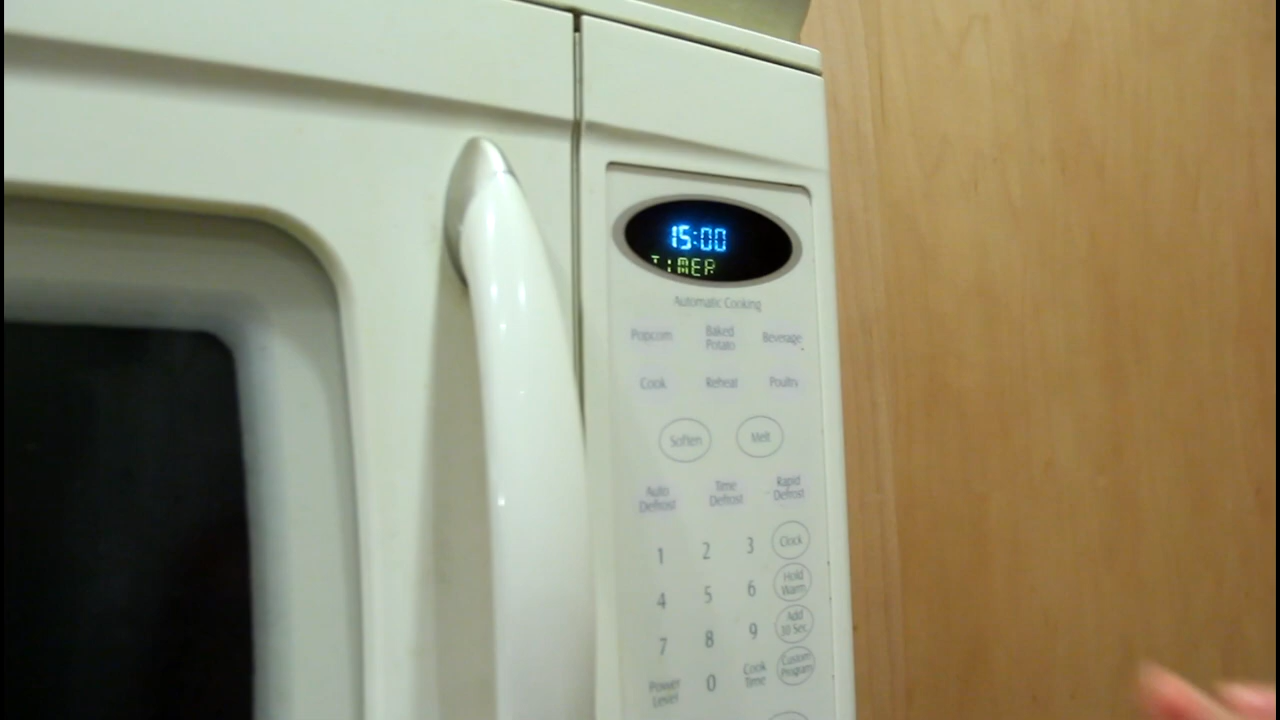 15:00
TIMER
Automatic Cooking
Popcorn Baked Potato Beverage
Cook Reheat Poultry
Soften Melt
Auto Defrost Time Defrost Rapid Defrost
1 2 3 Clock
4 5 6 Hold Warm
7 8 9 Add 30 Sec.
Power Level 0 Cook Time Custom Program